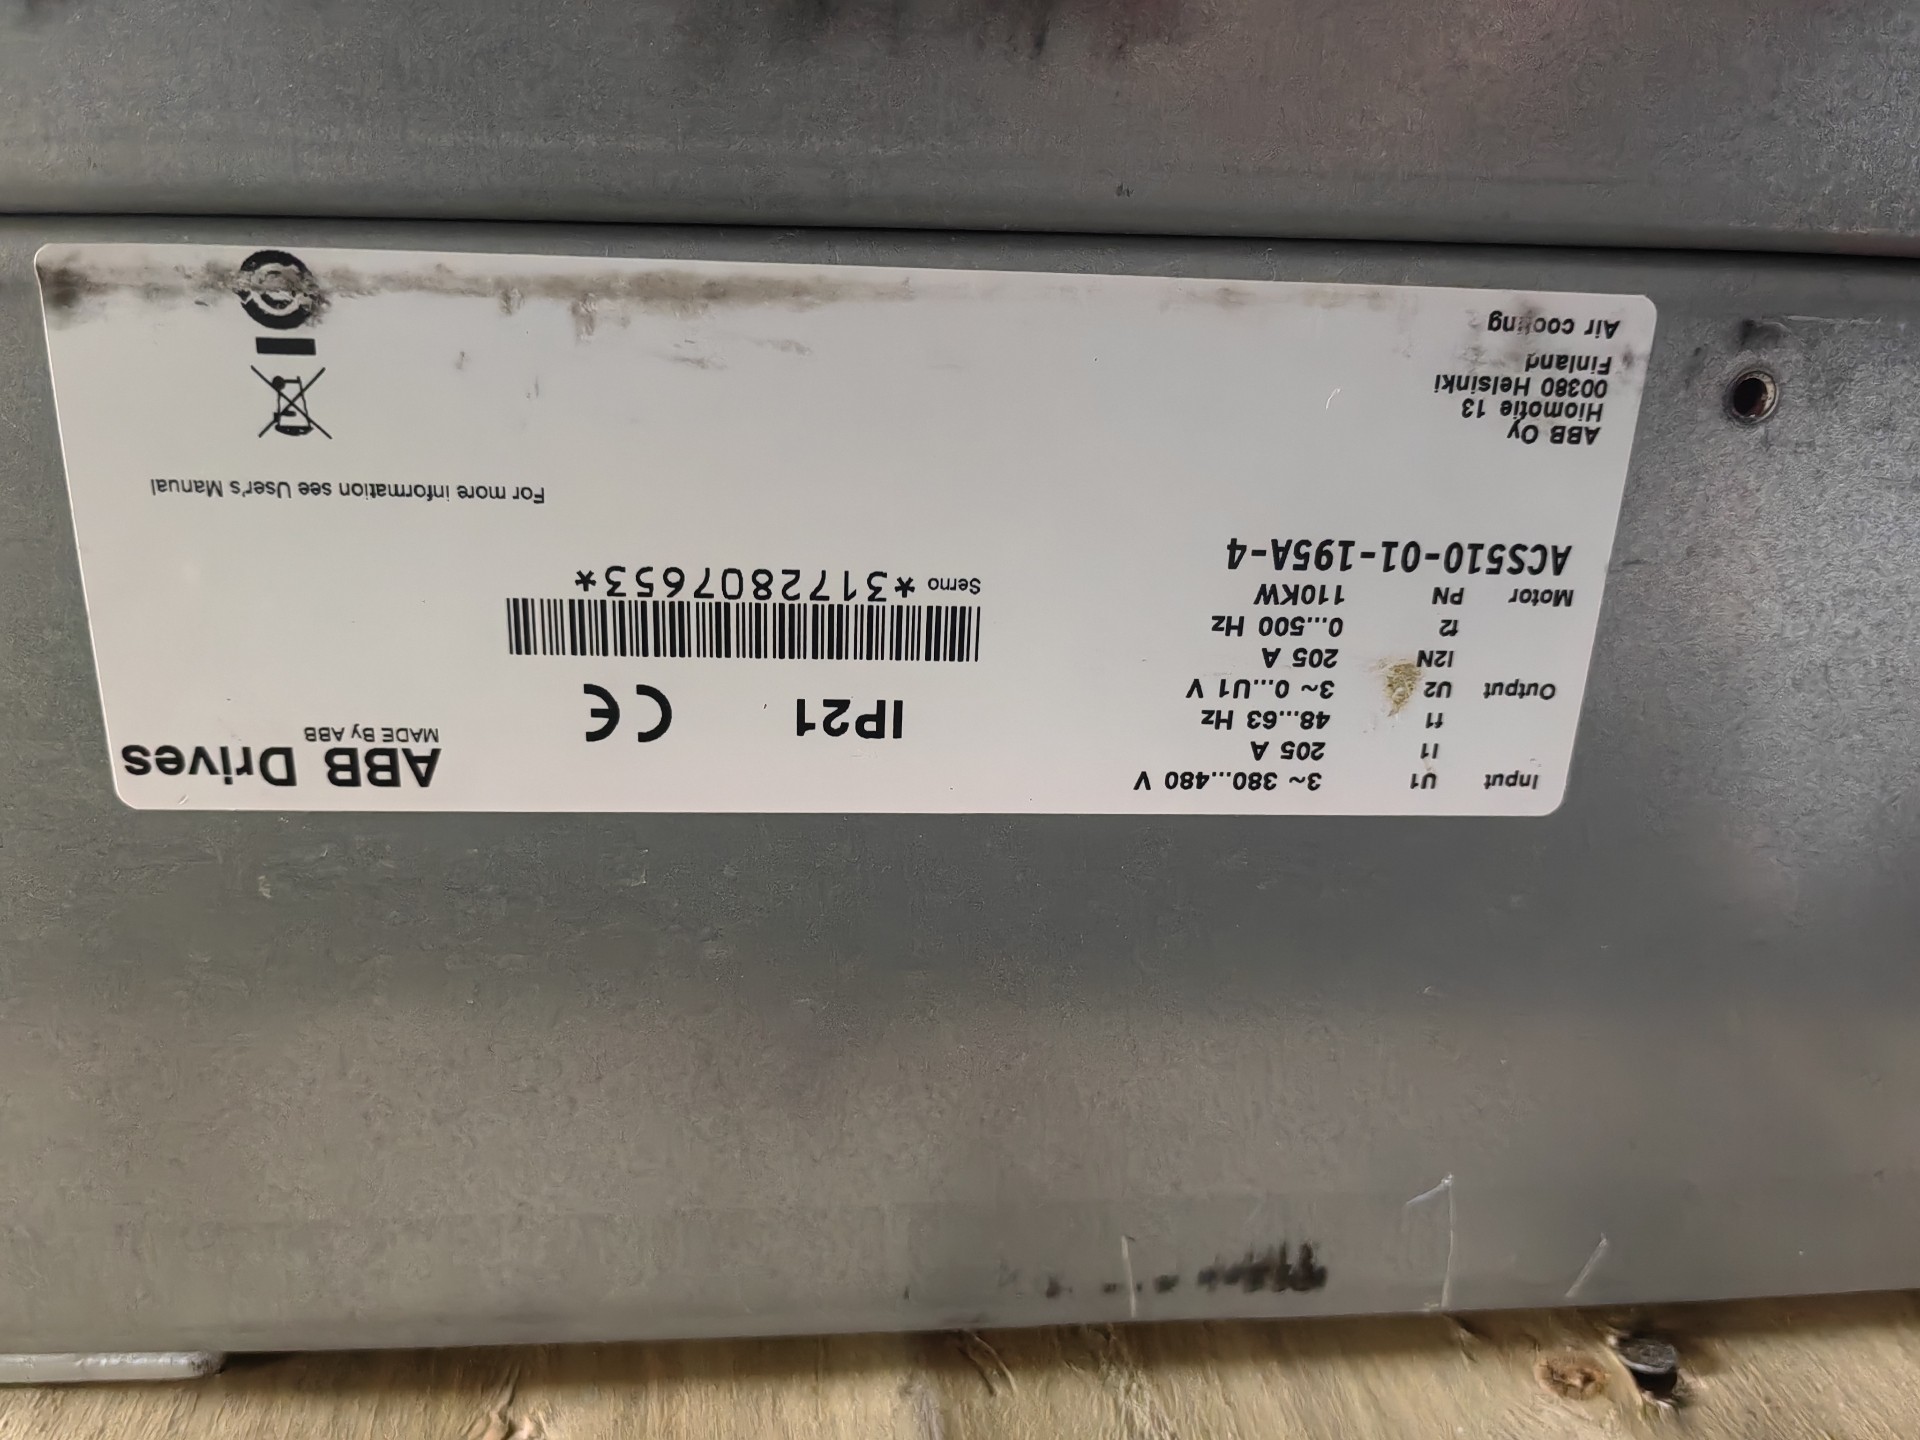 ABB Drives
MADE By ABB
IP21
CE
Serno *3172807653*
For more information see User's Manual
Input U1 3~ 380...480 V
I1 205 A
f1 48...63 Hz
Output U2 3~ 0...U1 V
I2N 205 A
f2 0...500 Hz
Motor PN 110KW
ACS510-01-195A-4
ABB Oy
Hiomotie 13
00380 Helsinki
Finland
Air cooling